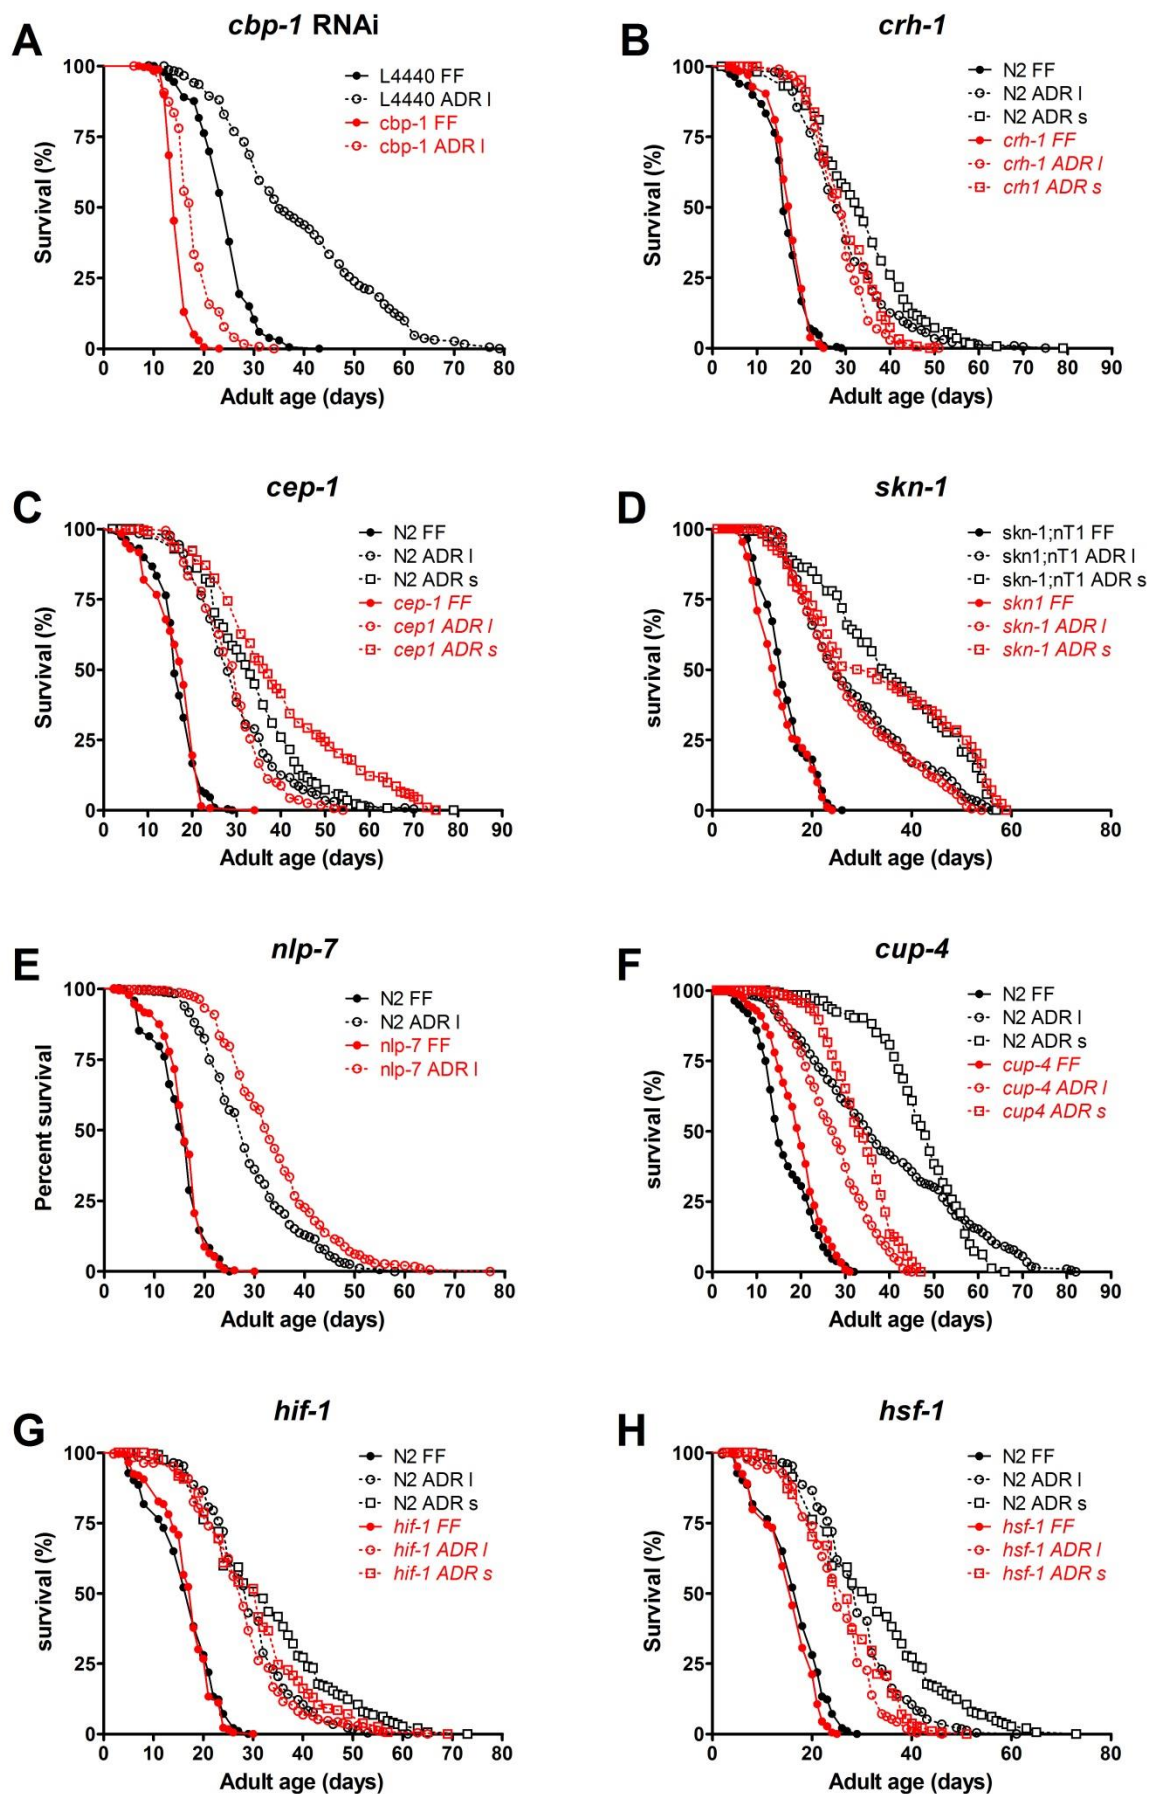 A
cbp-1 RNAi
Survival (%)
100
75
50
25
0
0 10 20 30 40 50 60 70 80
Adult age (days)
L4440 FF
L4440 ADR l
cbp-1 FF
cbp-1 ADR l
B
crh-1
Survival (%)
100
75
50
25
0
0 10 20 30 40 50 60 70 80 90
Adult age (days)
N2 FF
N2 ADR l
N2 ADR s
crh-1 FF
crh-1 ADR l
crh1 ADR s
C
cep-1
Survival (%)
100
75
50
25
0
0 10 20 30 40 50 60 70 80 90
Adult age (days)
N2 FF
N2 ADR l
N2 ADR s
cep-1 FF
cep1 ADR l
cep1 ADR s
D
skn-1
survival (%)
100
75
50
25
0
0 20 40 60 80
Adult age (days)
skn-1;nT1 FF
skn1;nT1 ADR l
skn-1;nT1 ADR s
skn1 FF
skn-1 ADR l
skn-1 ADR s
E
nlp-7
Percent survival
100
75
50
25
0
0 10 20 30 40 50 60 70 80
Adult age (days)
N2 FF
N2 ADR l
nlp-7 FF
nlp-7 ADR l
F
cup-4
survival (%)
100
75
50
25
0
0 10 20 30 40 50 60 70 80 90
Adult age (days)
N2 FF
N2 ADR l
N2 ADR s
cup-4 FF
cup-4 ADR l
cup4 ADR s
G
hif-1
survival (%)
100
75
50
25
0
0 10 20 30 40 50 60 70 80
Adult age (days)
N2 FF
N2 ADR l
N2 ADR s
hif-1 FF
hif-1 ADR l
hif-1 ADR s
H
hsf-1
Survival (%)
100
75
50
25
0
0 20 40 60 80
Adult age (days)
N2 FF
N2 ADR l
N2 ADR s
hsf-1 FF
hsf-1 ADR l
hsf-1 ADR s